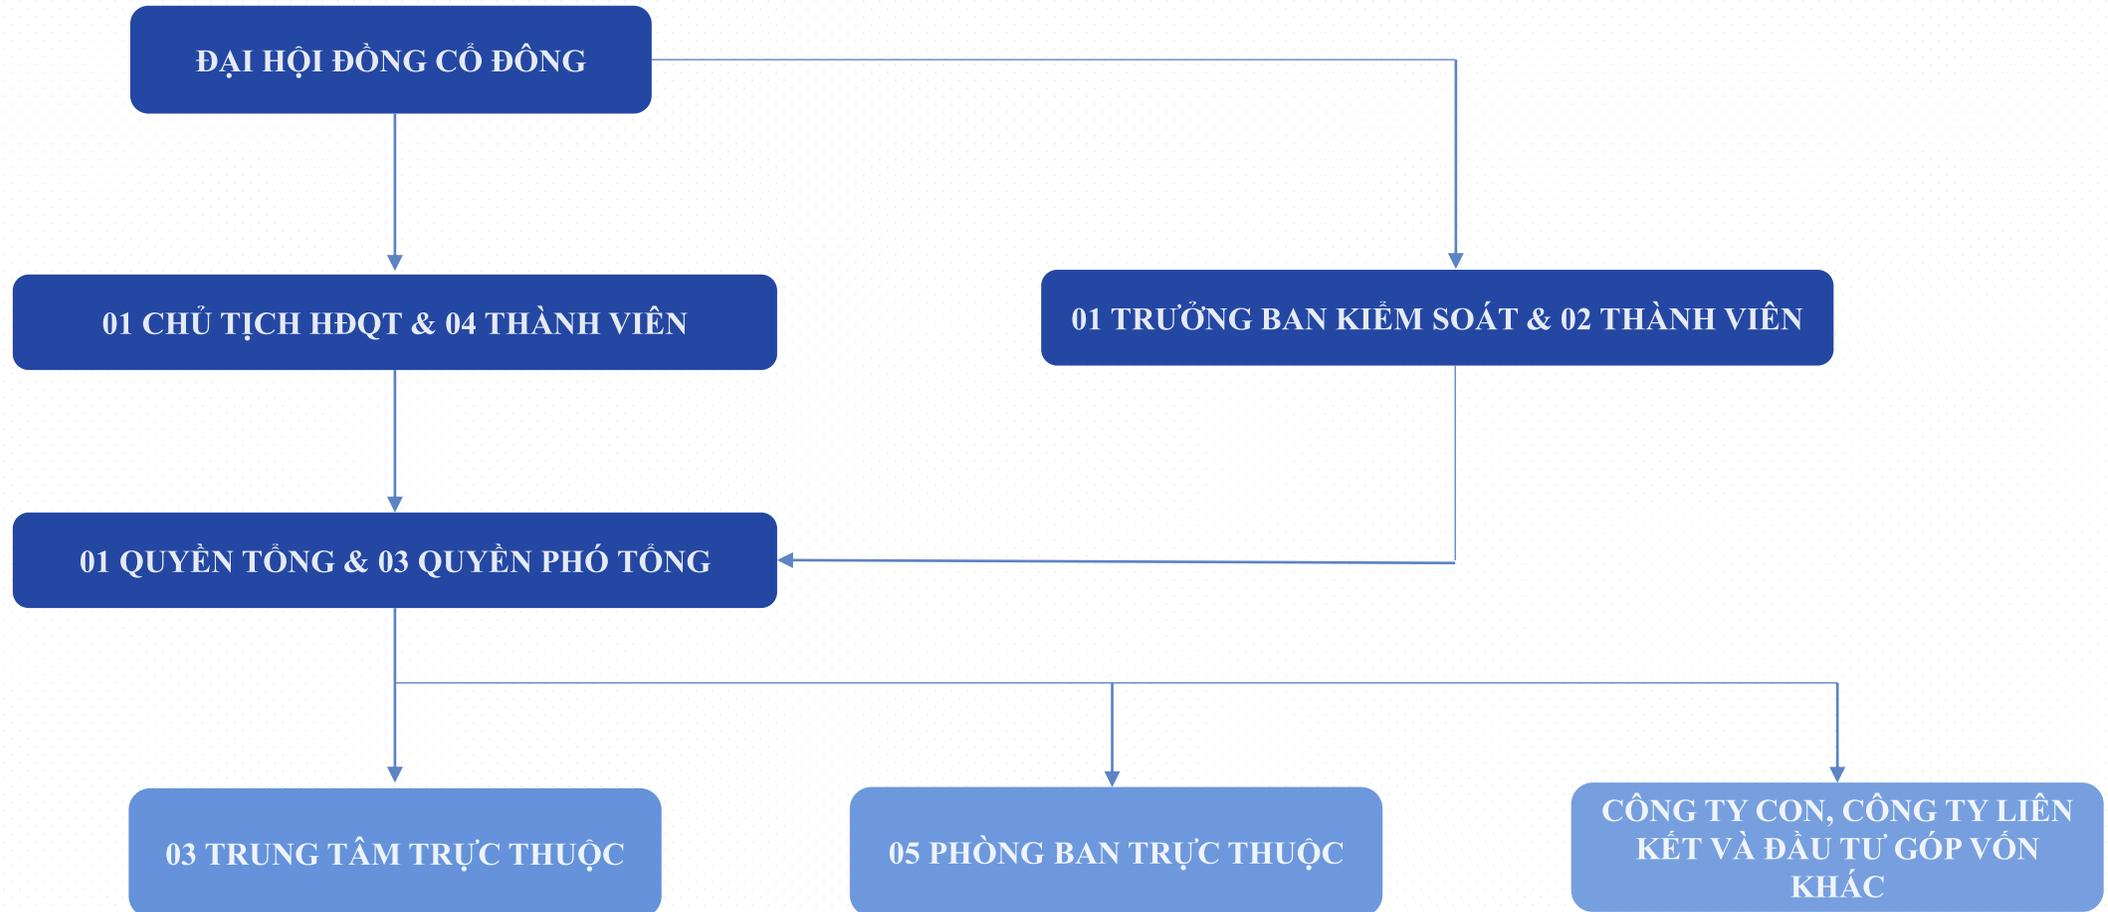 ĐẠI HỘI ĐỒNG CỔ ĐÔNG
01 CHỦ TỊCH HĐQT & 04 THÀNH VIÊN
01 TRƯỞNG BAN KIỂM SOÁT & 02 THÀNH VIÊN
01 QUYỀN TỔNG & 03 QUYỀN PHÓ TỔNG
03 TRUNG TÂM TRỰC THUỘC
05 PHÒNG BAN TRỰC THUỘC
CÔNG TY CON, CÔNG TY LIÊN
KẾT VÀ ĐẦU TƯ GÓP VỐN
KHÁC